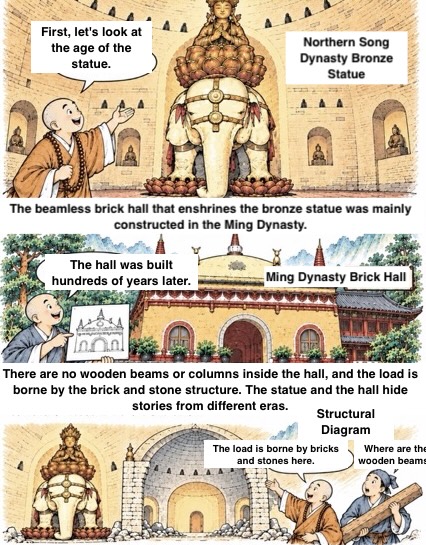 First, let's look at
the age of the
statue.
Northern Song
Dynasty Bronze
Statue
The beamless brick hall that enshrines the bronze statue was mainly
constructed in the Ming Dynasty.
The hall was built
hundreds of years later.
Ming Dynasty Brick Hall
There are no wooden beams or columns inside the hall, and the load is
borne by the brick and stone structure. The statue and the hall hide
stories from different eras.
Structural
Diagram
The load is borne by bricks
and stones here.
Where are the
wooden beams